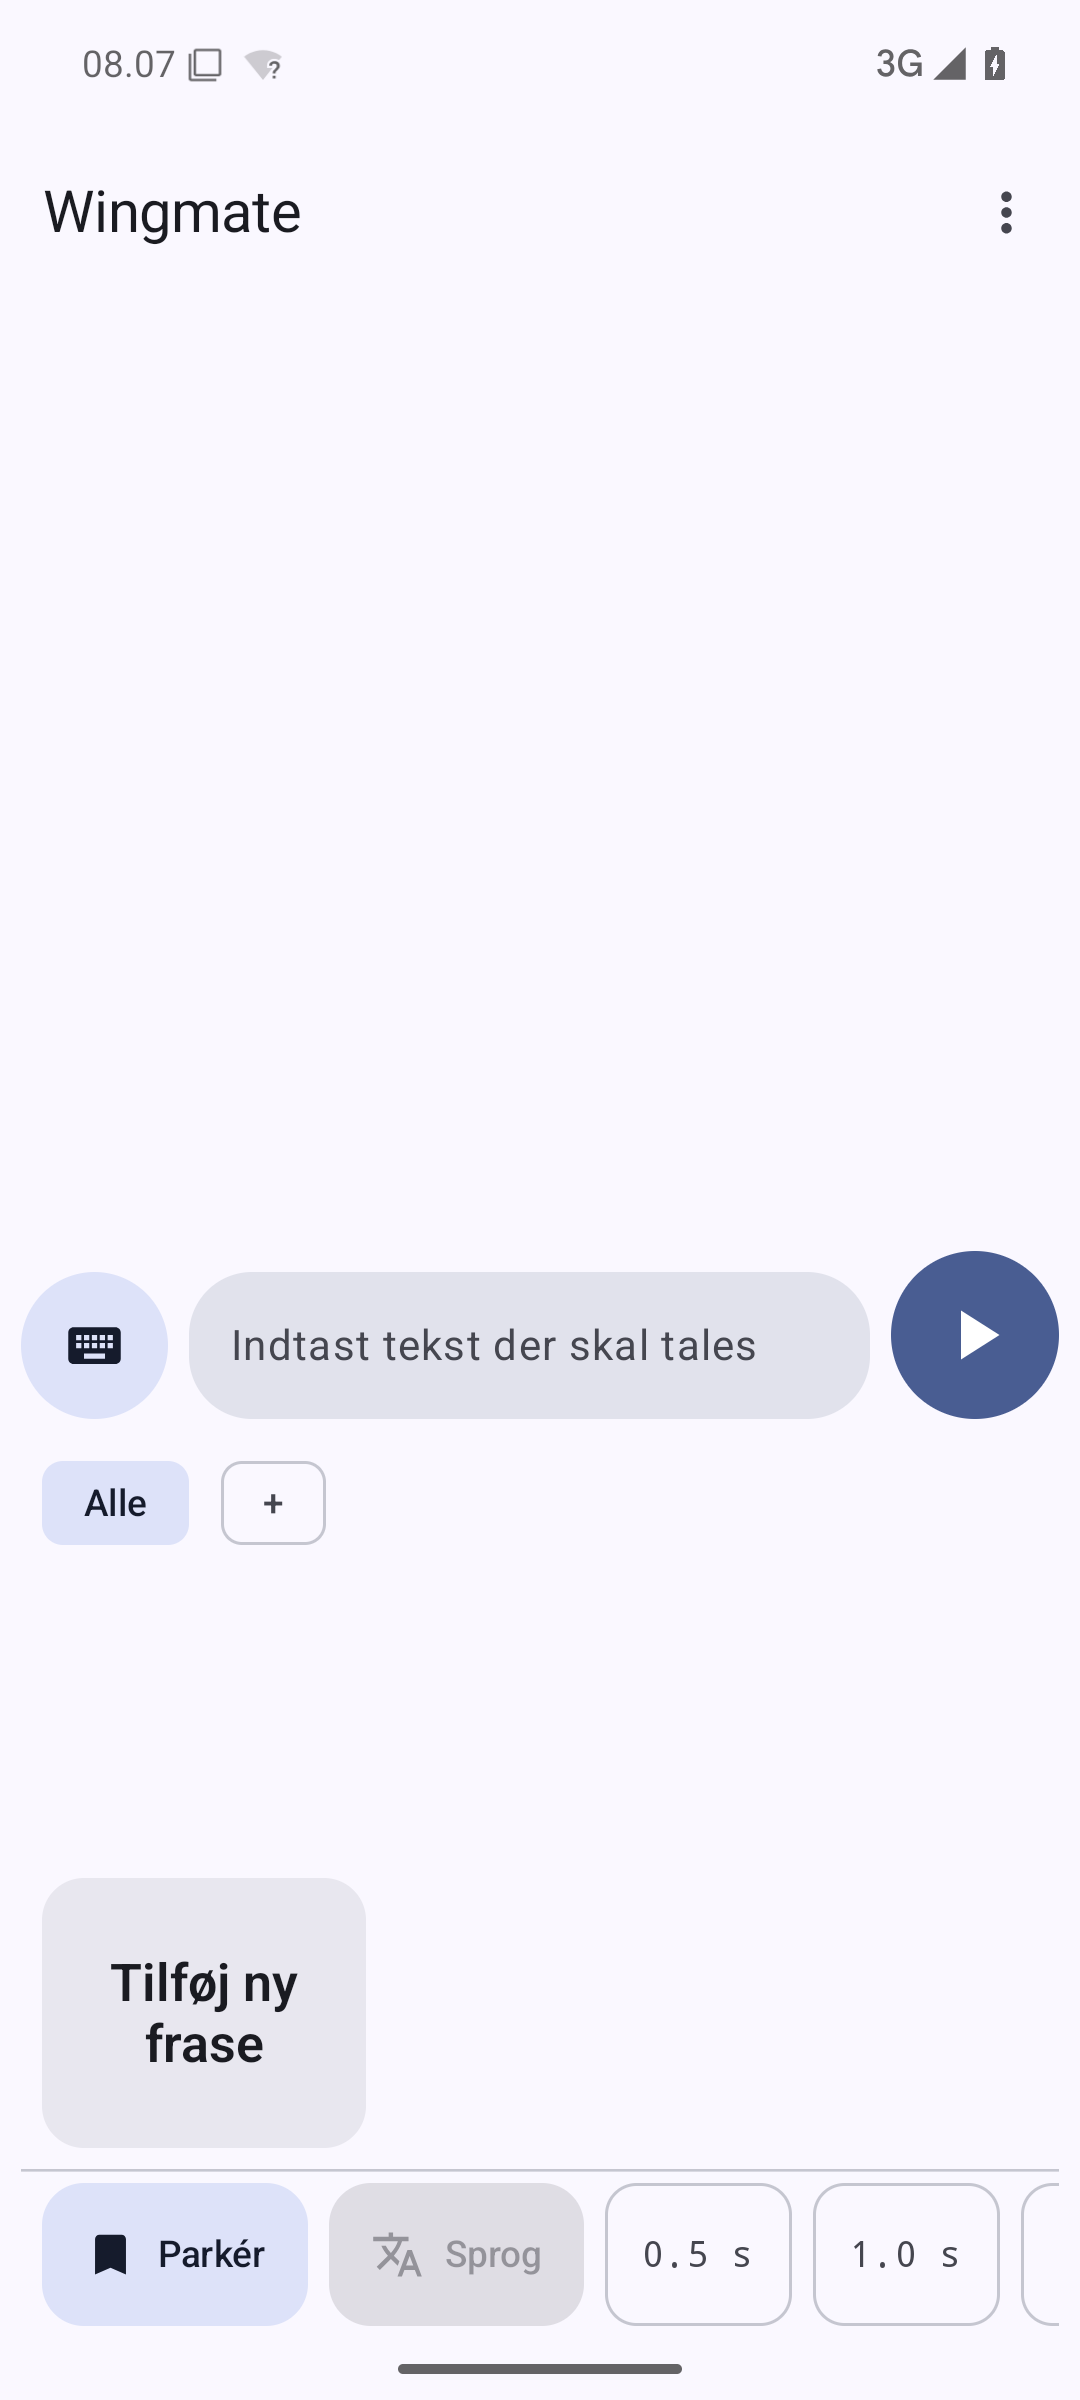 08.07
3G
Wingmate
Indtast tekst der skal tales
Alle
+
Tilføj ny
frase
Parkér
Sprog
0.5 s
1.0 s